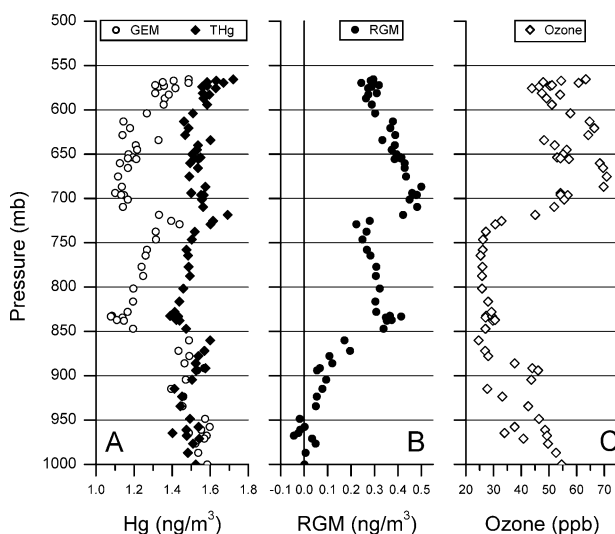 GEM THg RGM Ozone
500
550
600
650
700
750
800
850
900
950
1000
Pressure (mb)
A B C
1.0 1.2 1.4 1.6 1.8 -0.1 0.0 0.1 0.2 0.3 0.4 0.5 20 30 40 50 60 70
Hg (ng/m³) RGM (ng/m³) Ozone (ppb)